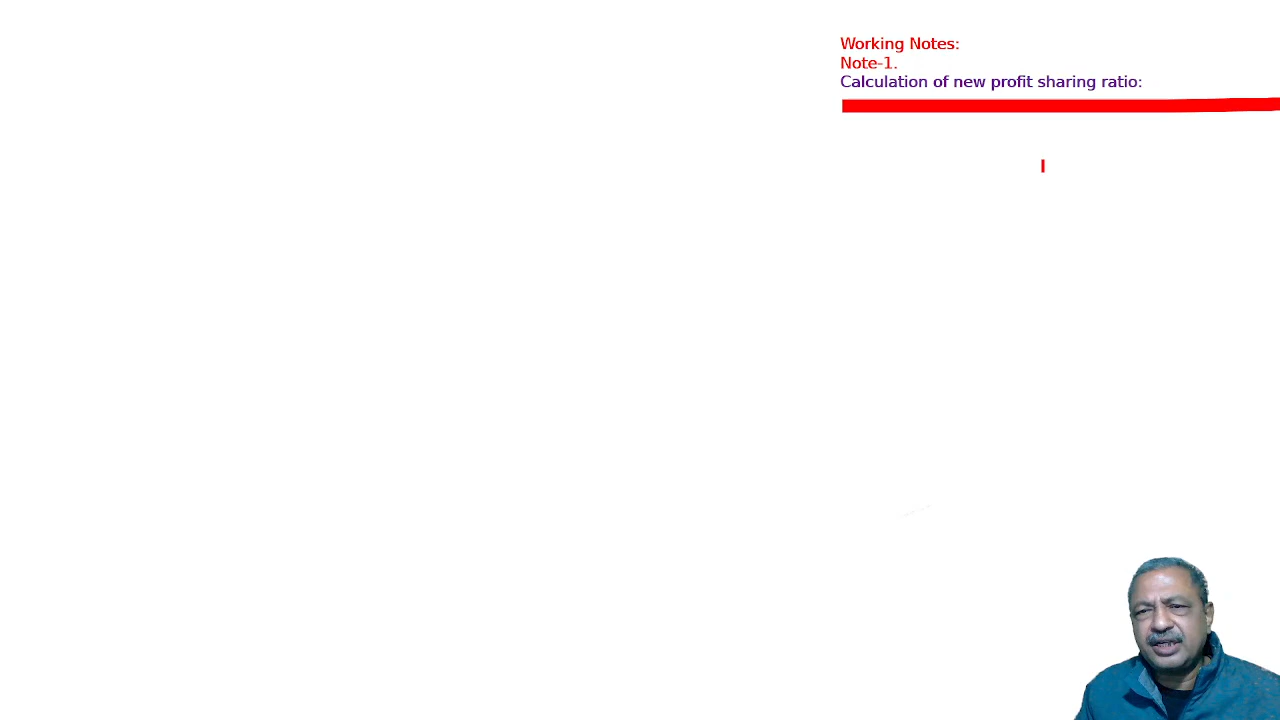 Working Notes:
Note-1.
Calculation of new profit sharing ratio: